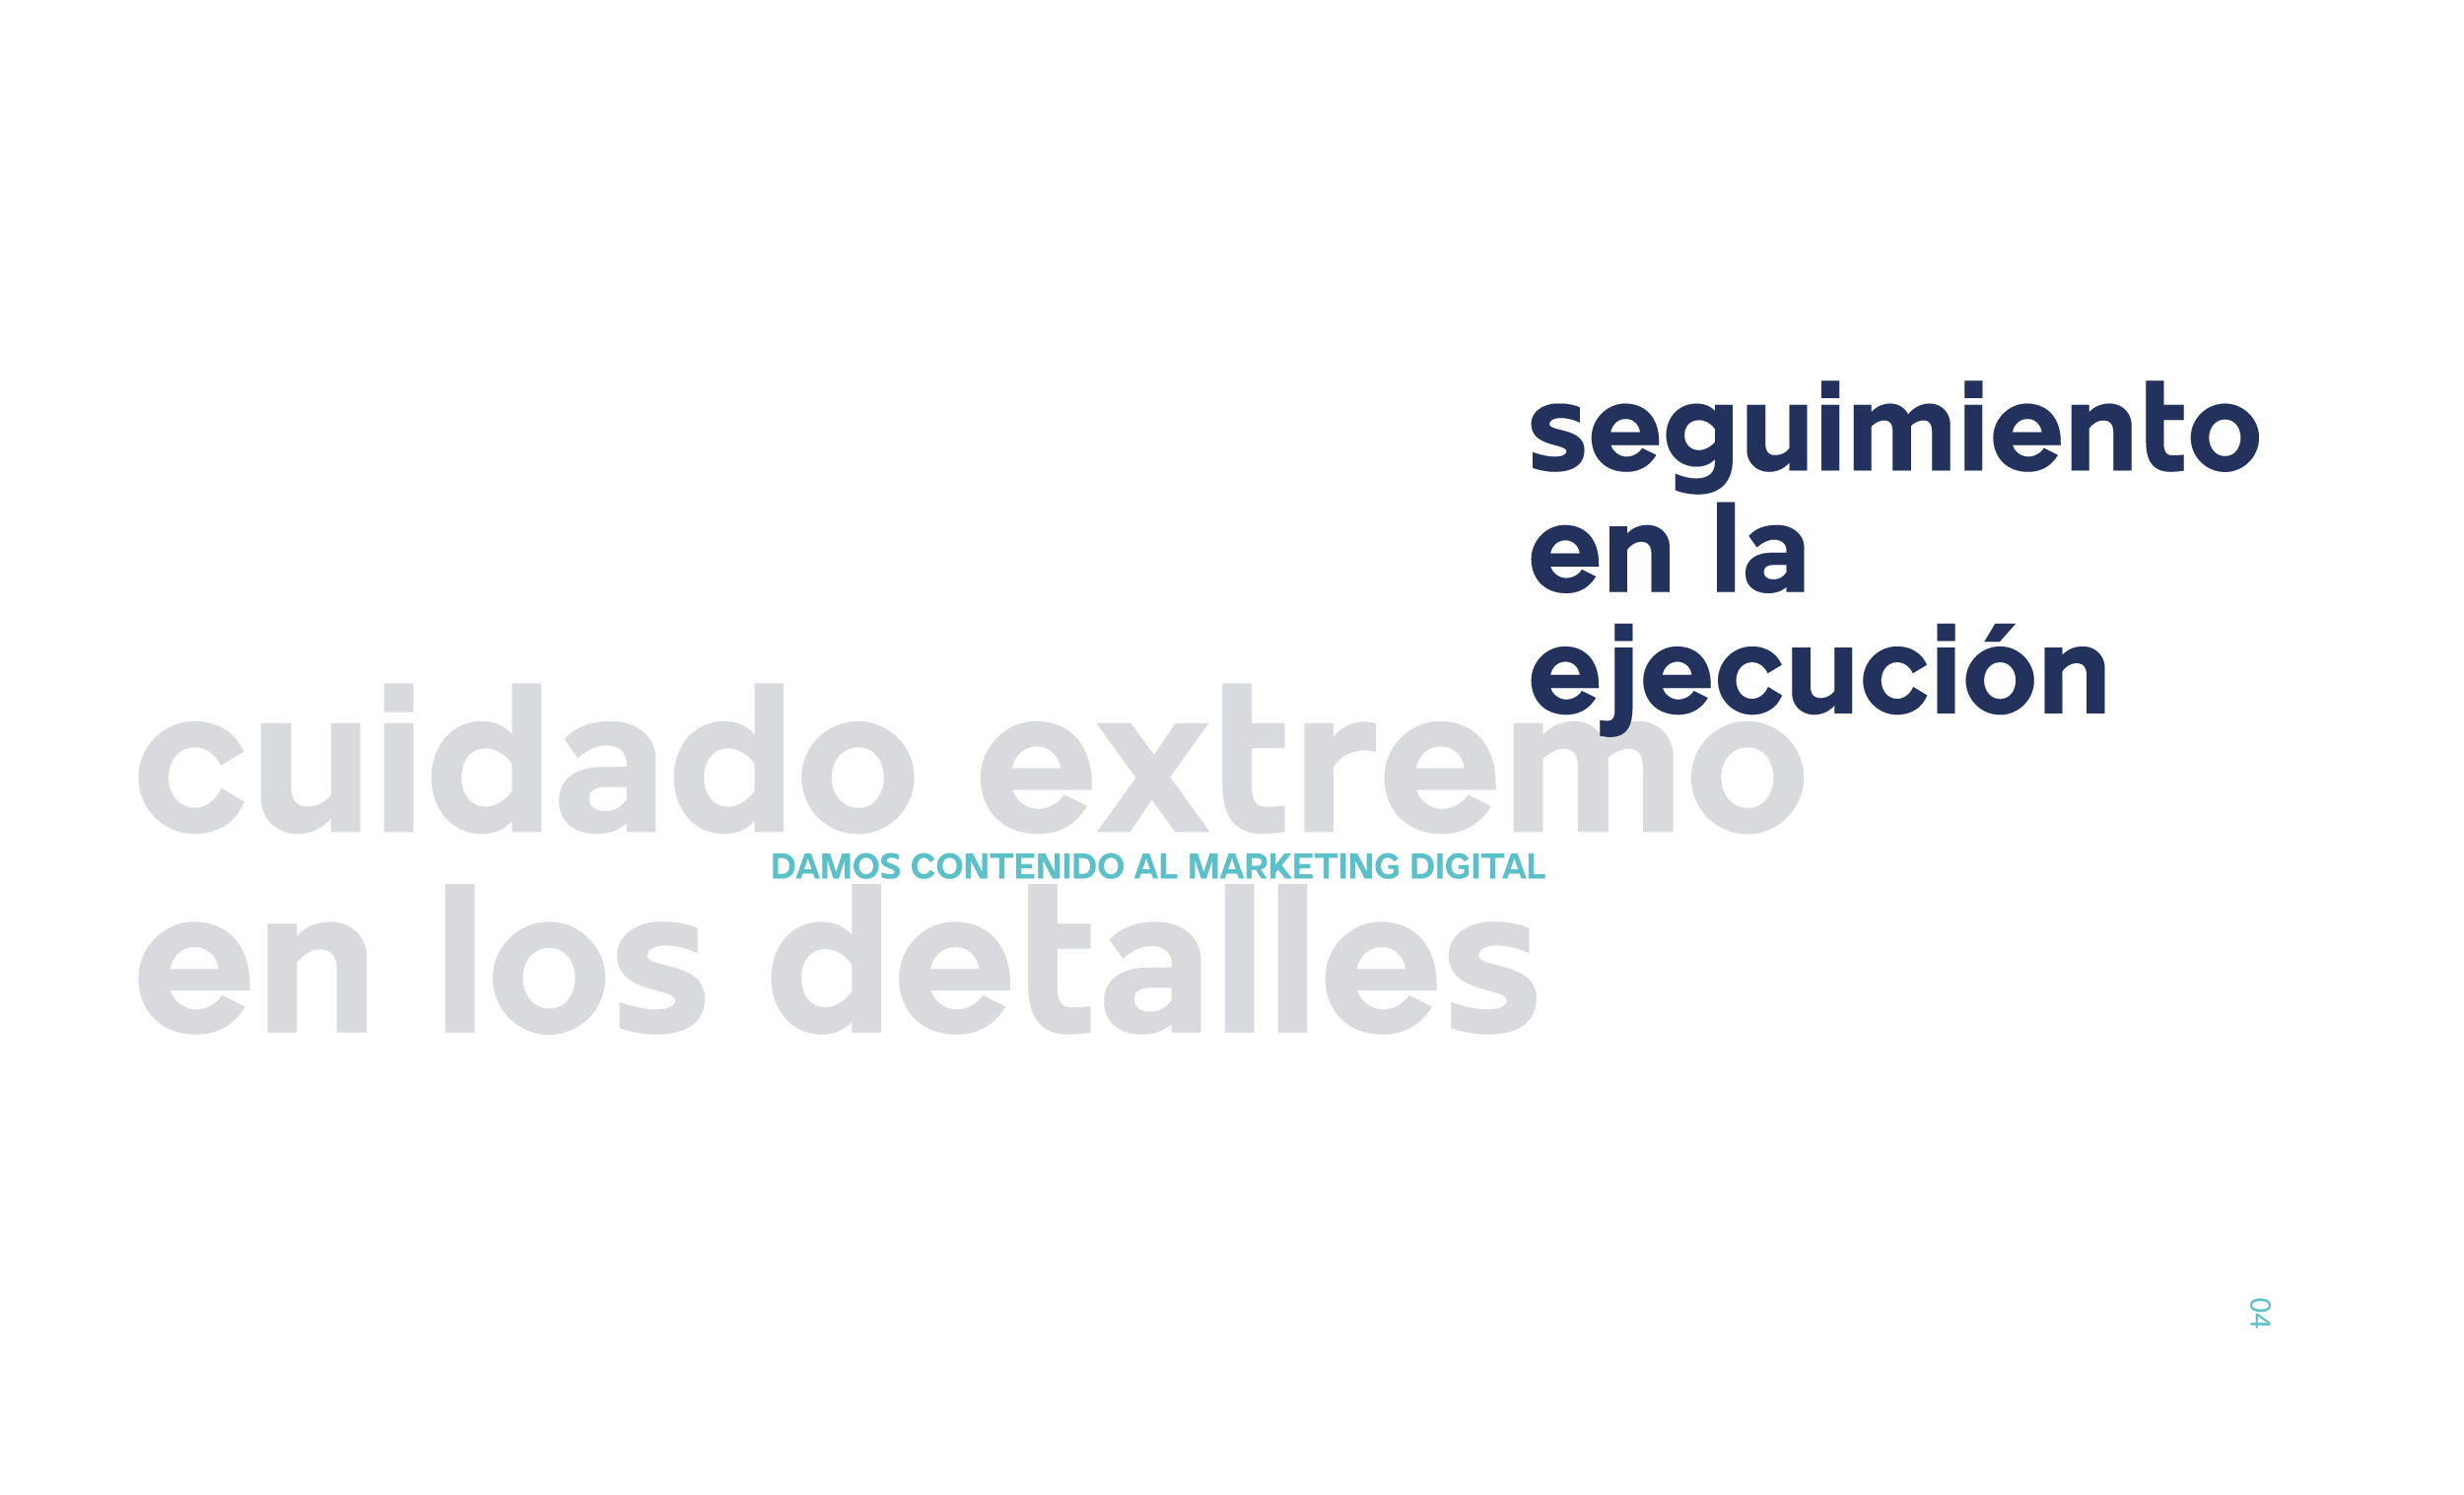 seguimiento
en la
ejecución
cuidado extremo
DAMOS CONTENIDO AL MARKETING DIGITAL
en los detalles
04